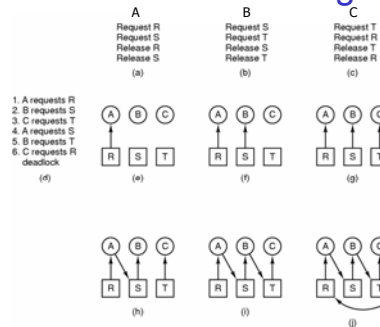 A B C
Request R Request S Request T
Request S Request T Request R
Release R Release S Release T
Release S Release T Release R
(a) (b) (c)
1. A requests R
2. B requests S
3. C requests T
4. A requests S
5. B requests T
6. C requests R
deadlock
(d)
A B C A B C A B C
R S T R S T R S T
(e) (f) (g)
A B C A B C A B C
R S T R S T R S T
(h) (i) (j)